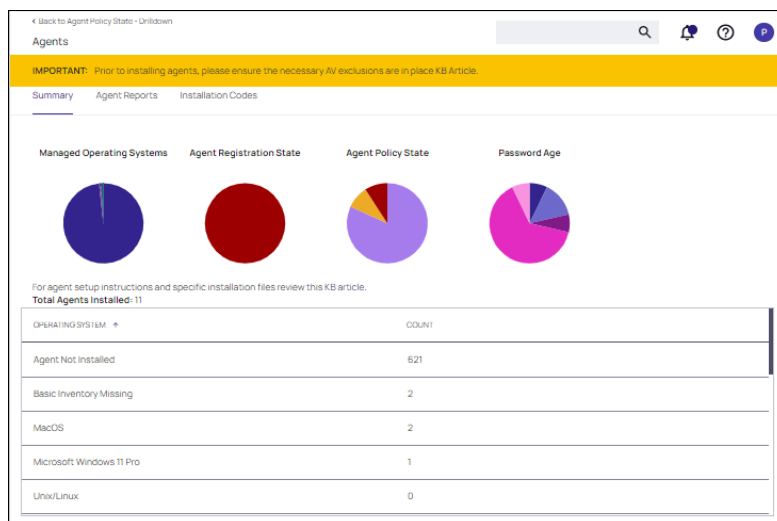 < Back to Agent Policy State - Drilldown
Agents
P
IMPORTANT: Prior to installing agents, please ensure the necessary AV exclusions are in place KB Article.
Summary Agent Reports Installation Codes
Managed Operating Systems Agent Registration State Agent Policy State Password Age
For agent setup instructions and specific installation files review this KB article.
Total Agents Installed: 11
OPERATING SYSTEM ↑ COUNT
Agent Not Installed 621
Basic Inventory Missing 2
MacOS 2
Microsoft Windows 11 Pro 1
Unix/Linux 0